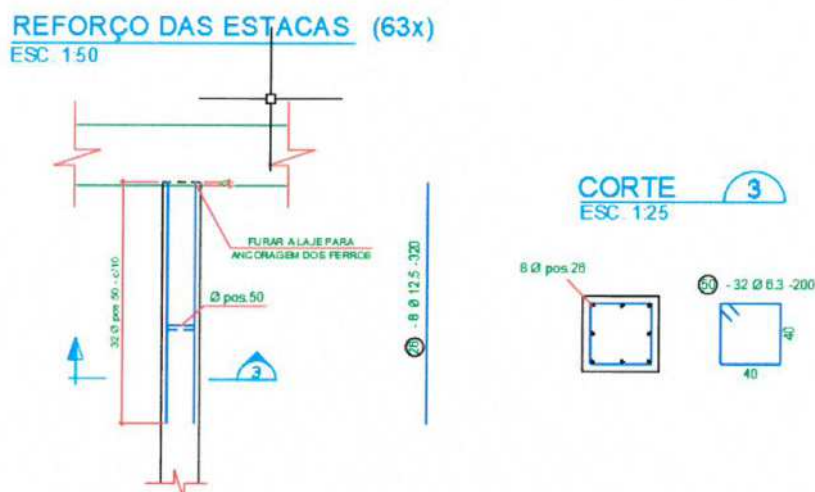 REFORÇO DAS ESTACAS (63x)
ESC. 1:50
FURAR A LAJE PARA
ANCORAGEM DOS FERROS
Ø pos.50
32 Ø pos 50 - c/10
3
26 - 8 Ø 12.5 -320
CORTE 3
ESC. 1:25
8 Ø pos.26
50 - 32 Ø 6.3 -200
40
40